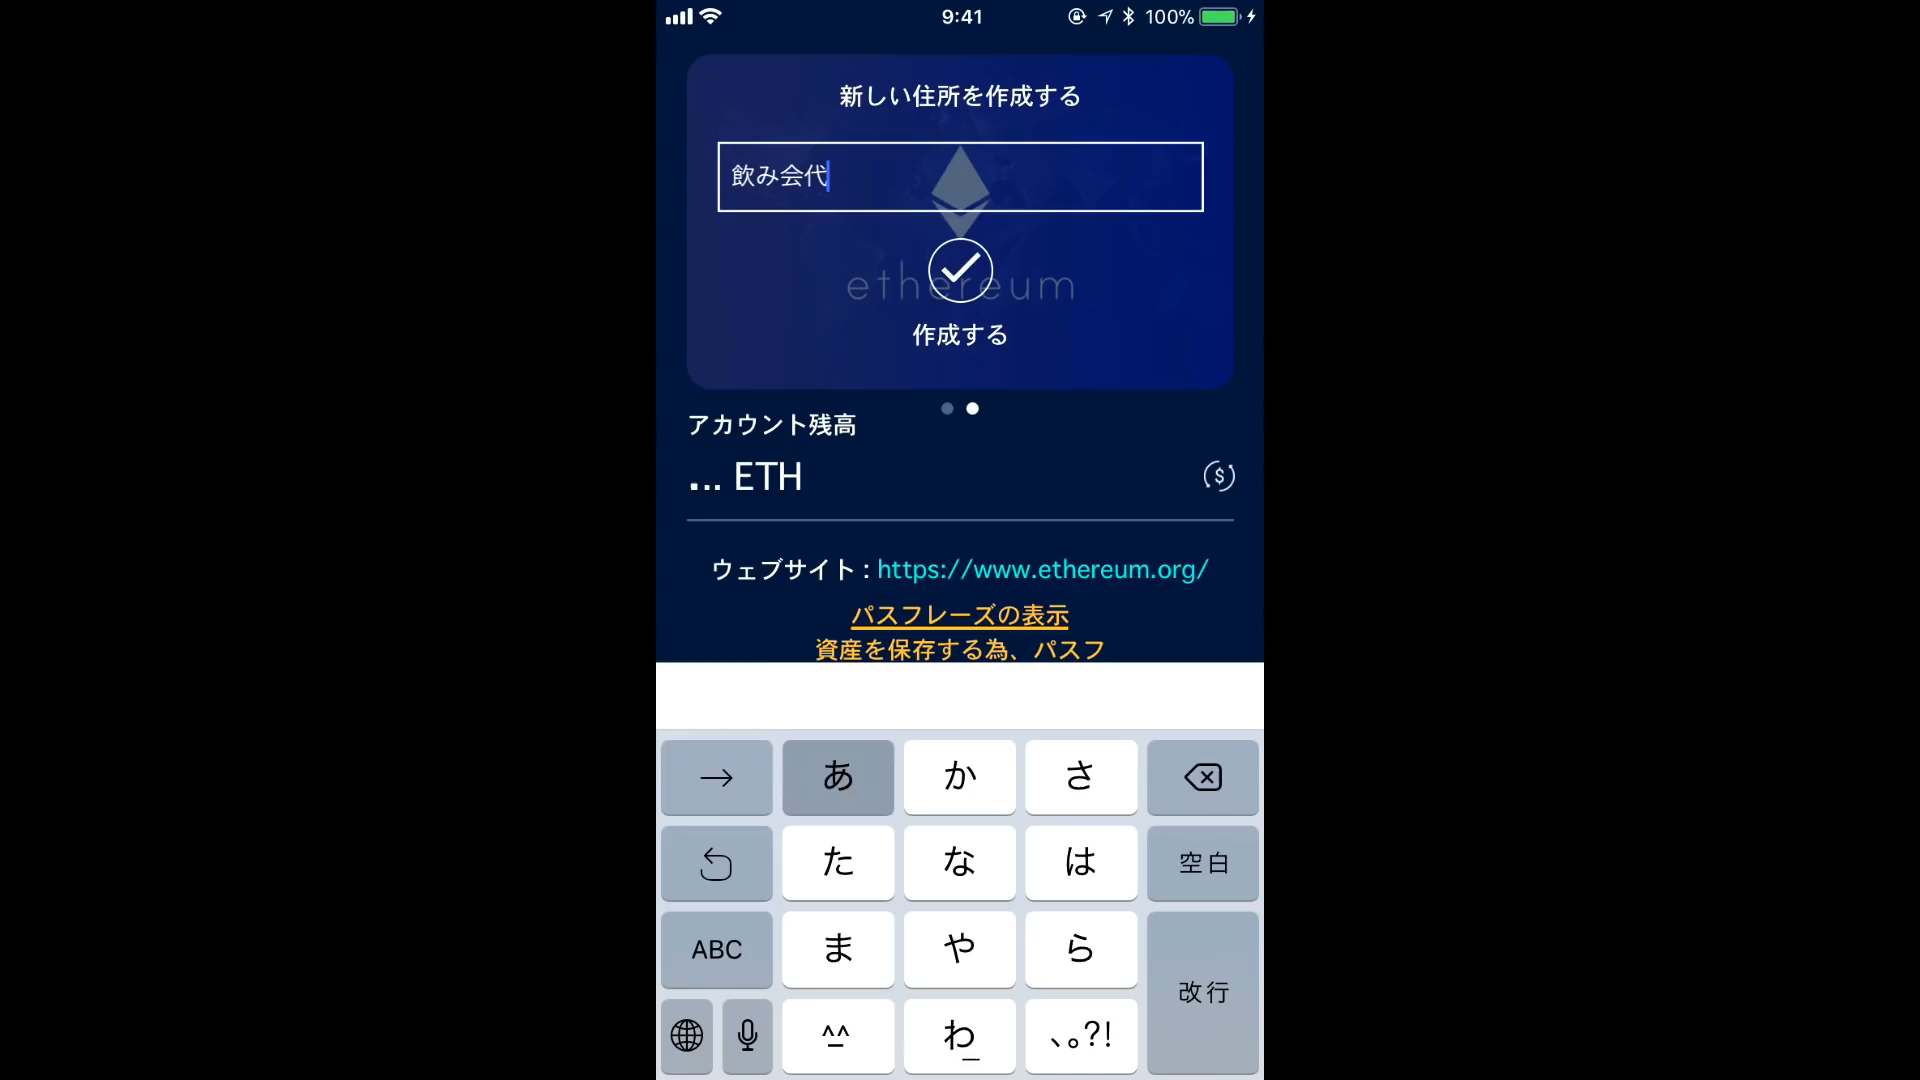 9:41
100%
新しい住所を作成する
飲み会代
ethereum
作成する
アカウント残高
... ETH
ウェブサイト : https://www.ethereum.org/
パスフレーズの表示
資産を保存する為、パスフ
→ あ か さ
た な は 空白
ABC ま や ら
改行
^^ わ 、。?!